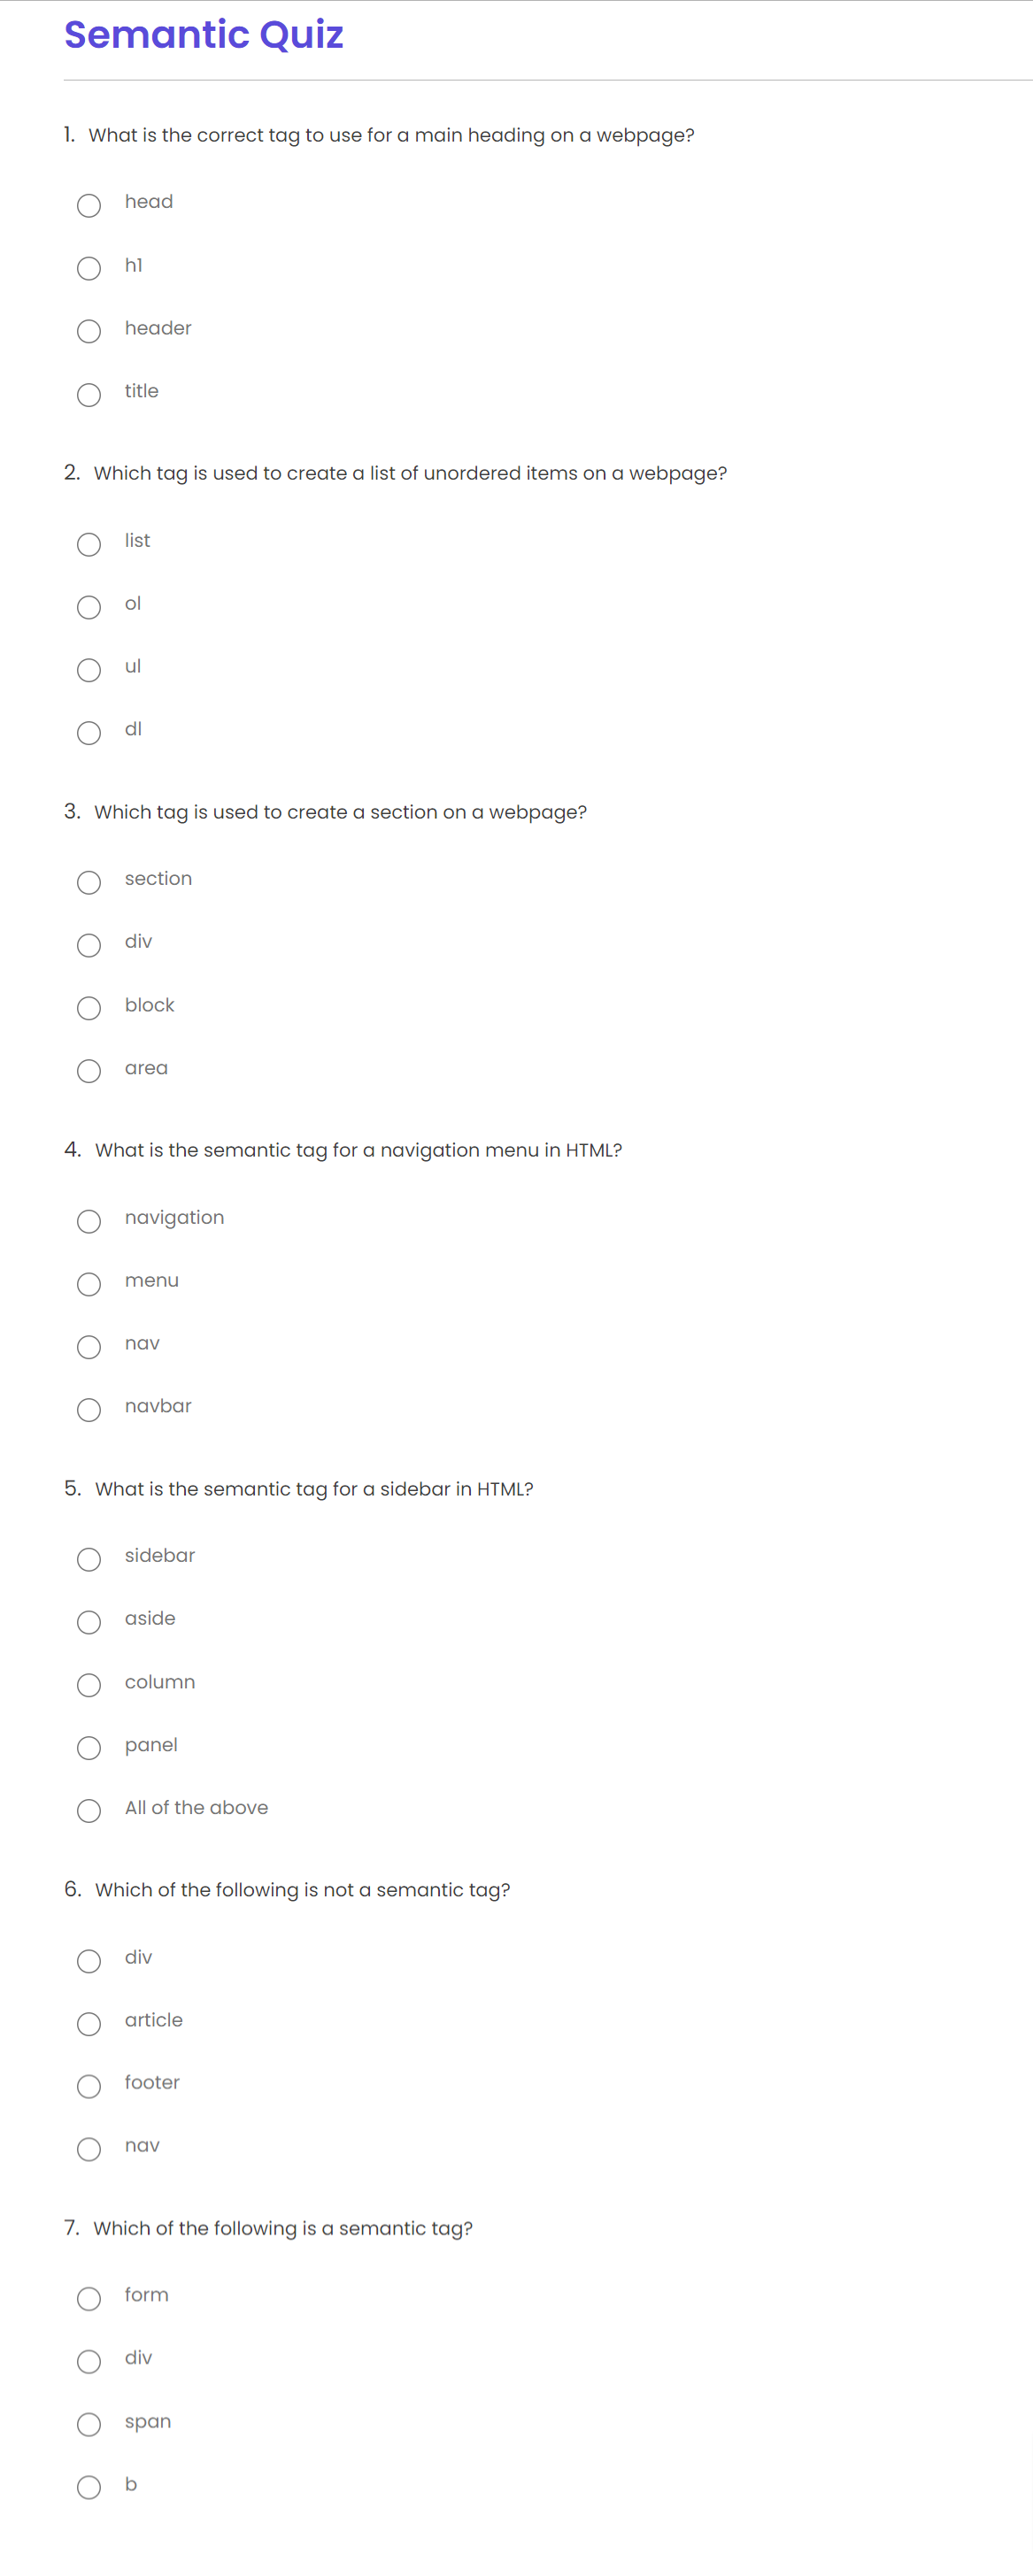 Semantic Quiz
1. What is the correct tag to use for a main heading on a webpage?
head
h1
header
title
2. Which tag is used to create a list of unordered items on a webpage?
list
ol
ul
dl
3. Which tag is used to create a section on a webpage?
section
div
block
area
4. What is the semantic tag for a navigation menu in HTML?
navigation
menu
nav
navbar
5. What is the semantic tag for a sidebar in HTML?
sidebar
aside
column
panel
All of the above
6. Which of the following is not a semantic tag?
div
article
footer
nav
7. Which of the following is a semantic tag?
form
div
span
b